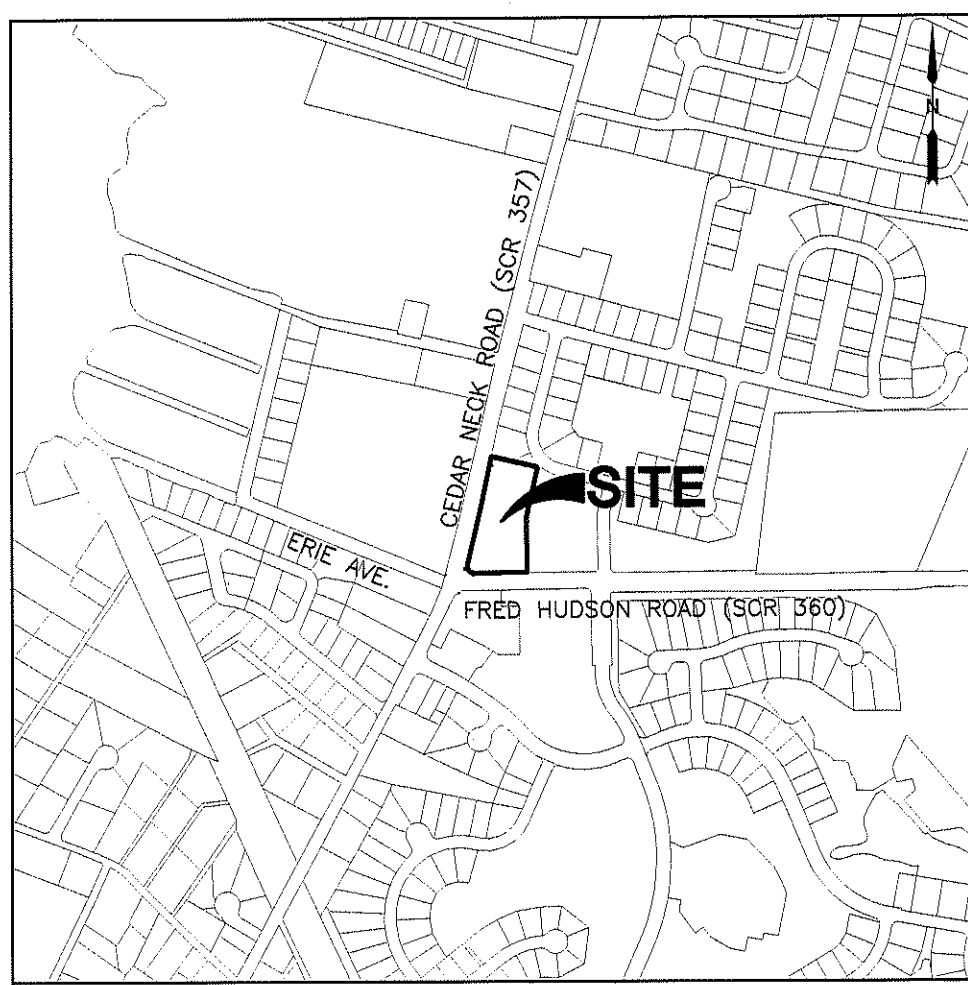 N
CEDAR NECK ROAD (SCR 357)
SITE
ERIE AVE.
FRED HUDSON ROAD (SCR 360)